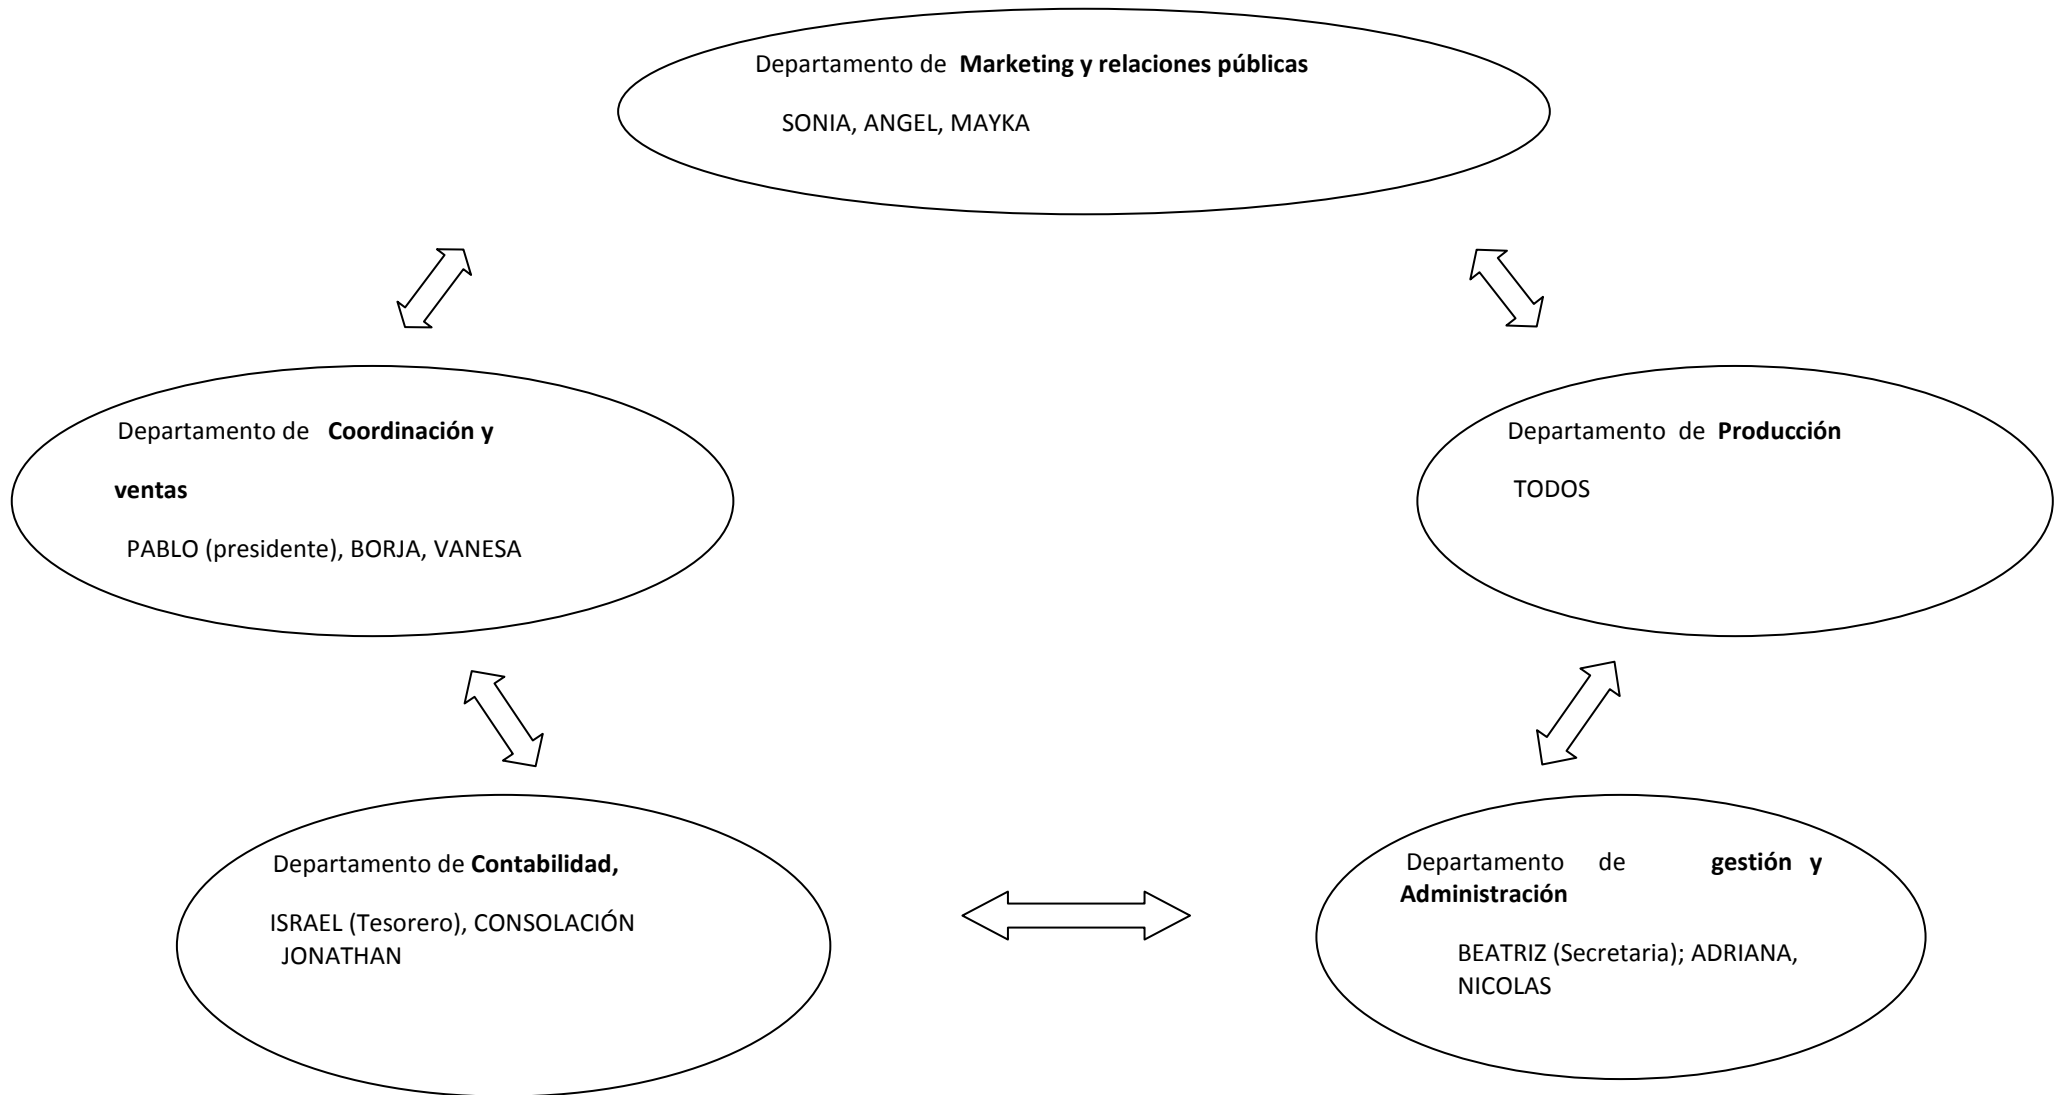 Departamento de Marketing y relaciones públicas
SONIA, ANGEL, MAYKA
Departamento de Coordinación y
ventas
PABLO (presidente), BORJA, VANESA
Departamento de Producción
TODOS
Departamento de Contabilidad,
ISRAEL (Tesorero), CONSOLACIÓN
JONATHAN
Departamento de gestión y
Administración
BEATRIZ (Secretaria); ADRIANA,
NICOLAS